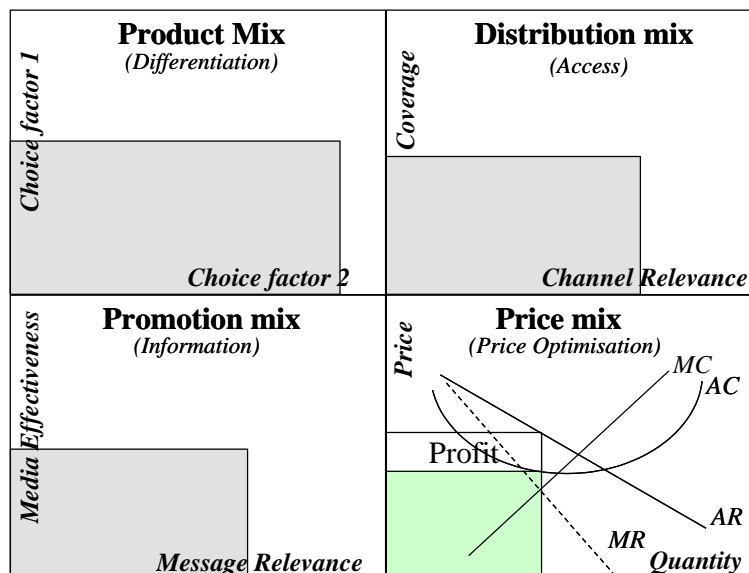 Product Mix
(Differentiation)
Choice factor 1
Choice factor 2
Distribution mix
(Access)
Coverage
Channel Relevance
Promotion mix
(Information)
Media Effectiveness
Message Relevance
Price mix
(Price Optimisation)
Price
MC
AC
Profit
AR
MR
Quantity